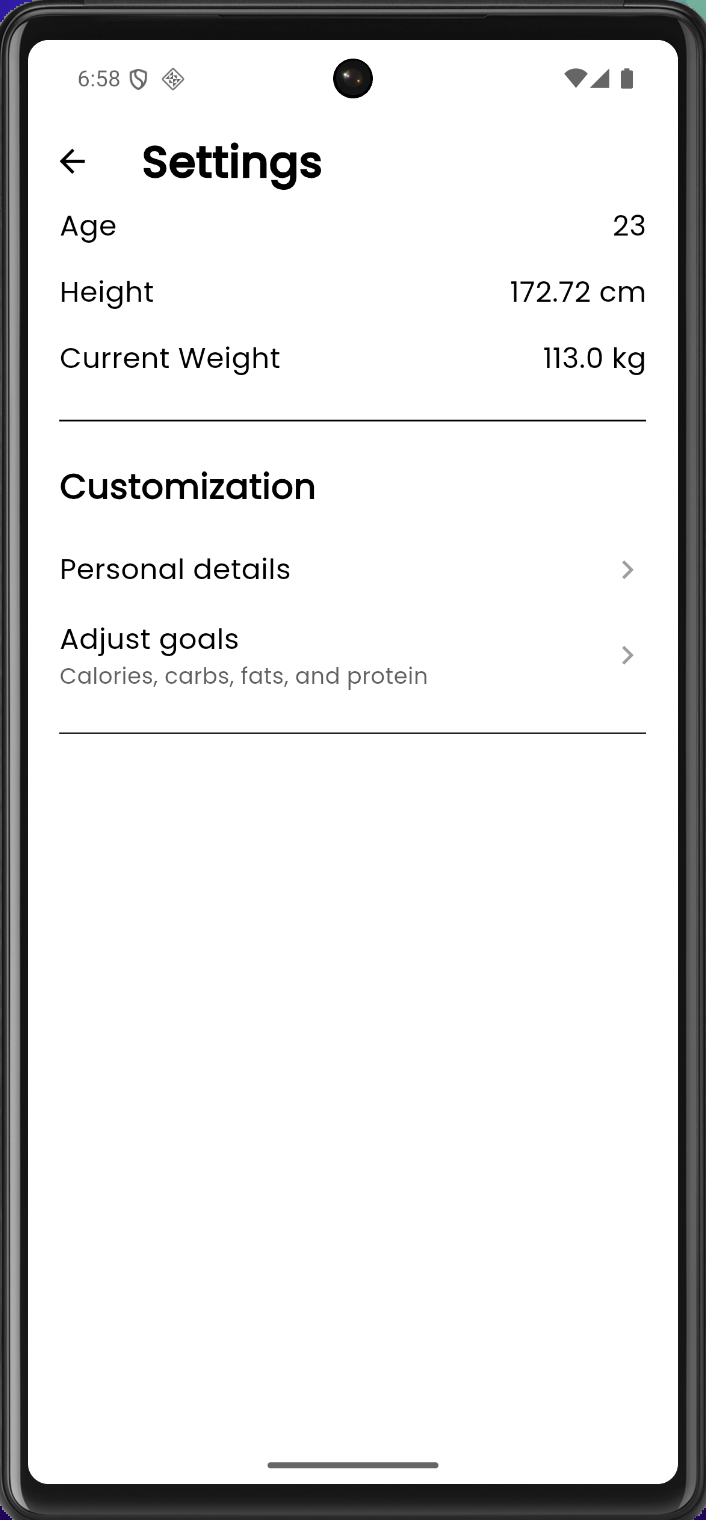 6:58
Settings
Age 23
Height 172.72 cm
Current Weight 113.0 kg
Customization
Personal details
Adjust goals
Calories, carbs, fats, and protein